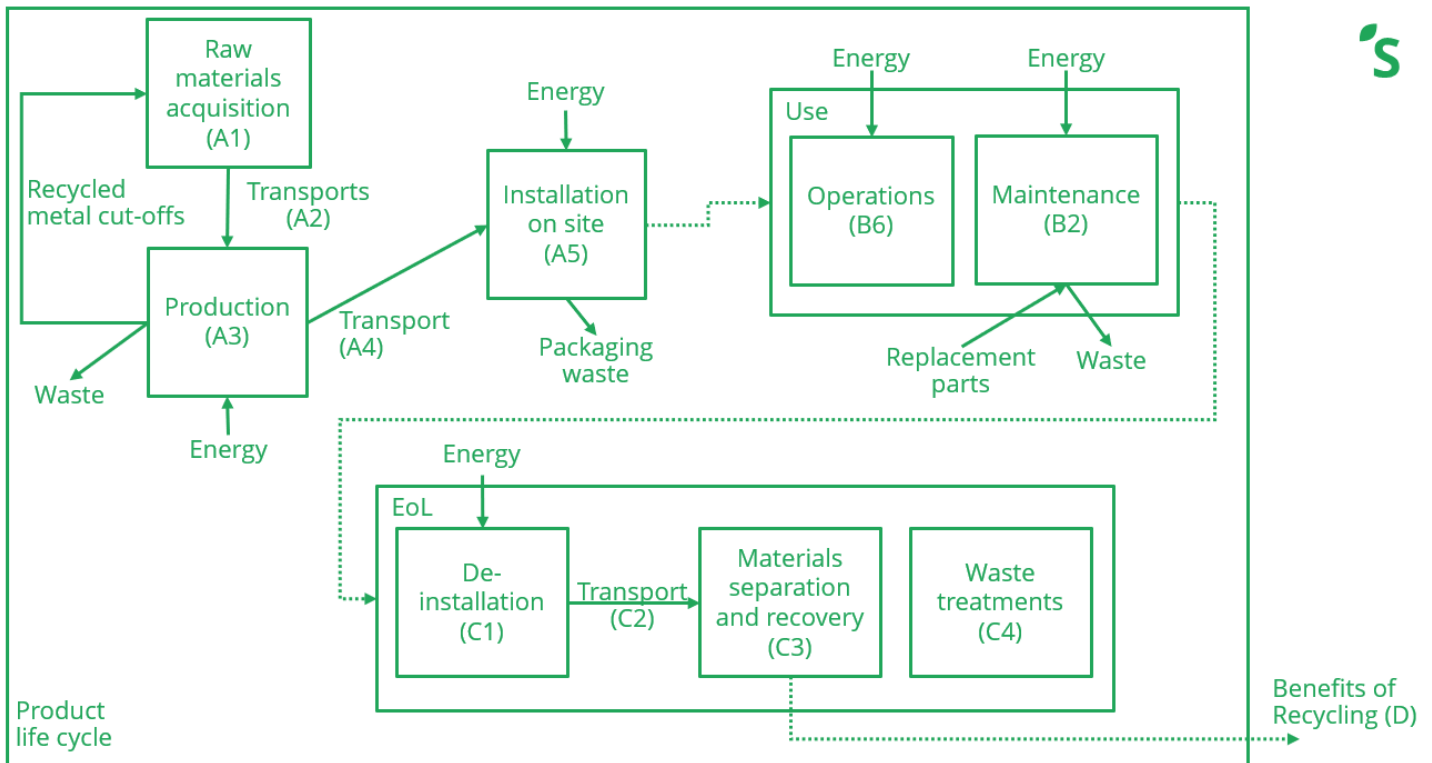 Raw
materials
acquisition
(A1)
Recycled
metal cut-offs
Transports
(A2)
Production
(A3)
Waste
Energy
Transport
(A4)
Energy
Installation
on site
(A5)
Packaging
waste
Energy
Energy
Use
Operations
(B6)
Maintenance
(B2)
Replacement
parts
Waste
Energy
EoL
De-
installation
(C1)
Transport
(C2)
Materials
separation
and recovery
(C3)
Waste
treatments
(C4)
Product
life cycle
Benefits of
Recycling (D)
S